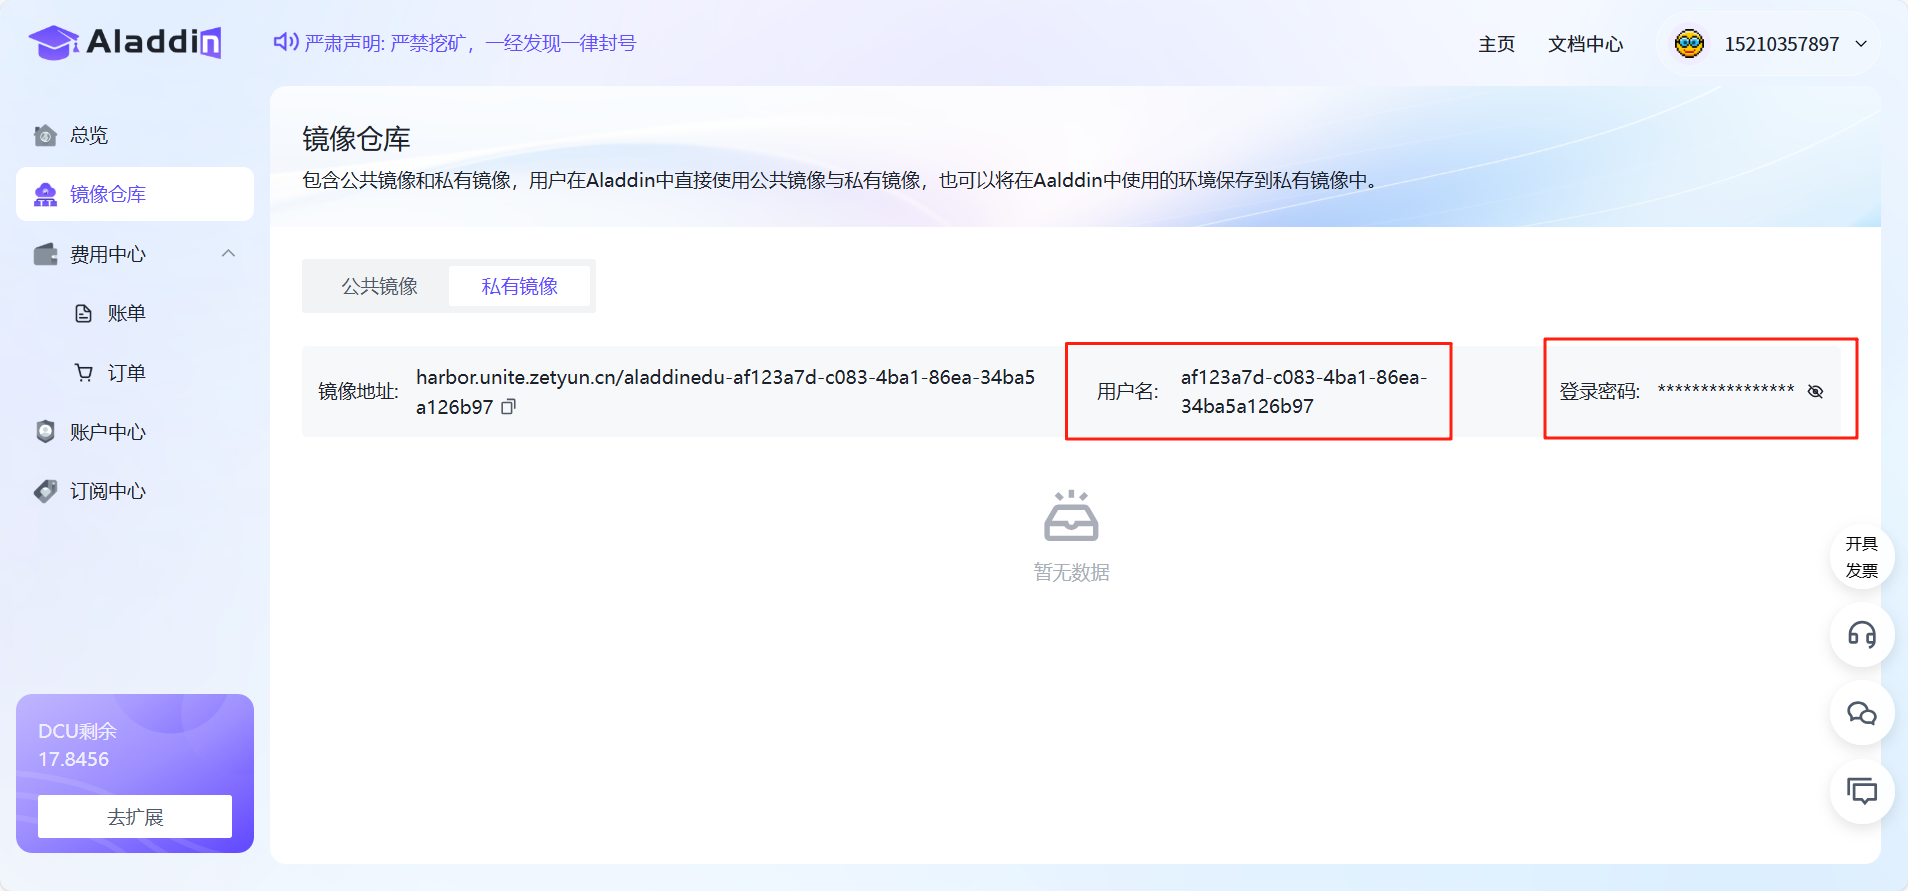 Aladdin
严肃声明: 严禁挖矿，一经发现一律封号
主页
文档中心
15210357897
总览
镜像仓库
费用中心
账单
订单
账户中心
订阅中心
DCU剩余
17.8456
去扩展
镜像仓库
包含公共镜像和私有镜像，用户在Aladdin中直接使用公共镜像与私有镜像，也可以将在Aalddin中使用的环境保存到私有镜像中。
公共镜像
私有镜像
镜像地址:
harbor.unite.zetyun.cn/aladdinedu-af123a7d-c083-4ba1-86ea-34ba5
a126b97
用户名:
af123a7d-c083-4ba1-86ea-
34ba5a126b97
登录密码:
****************
暂无数据
开具
发票